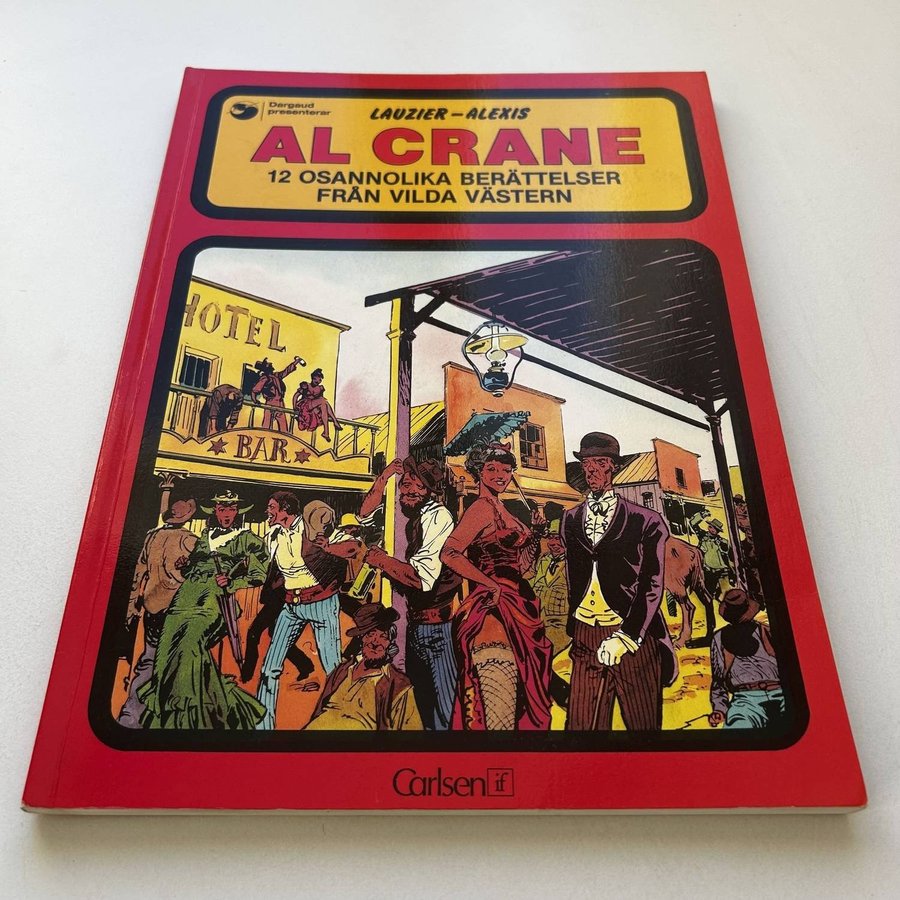 Dargaud
presenterar
LAUZIER – ALEXIS
AL CRANE
12 OSANNOLIKA BERÄTTELSER
FRÅN VILDA VÄSTERN
HOTEL
★ BAR ★
Carlsen if